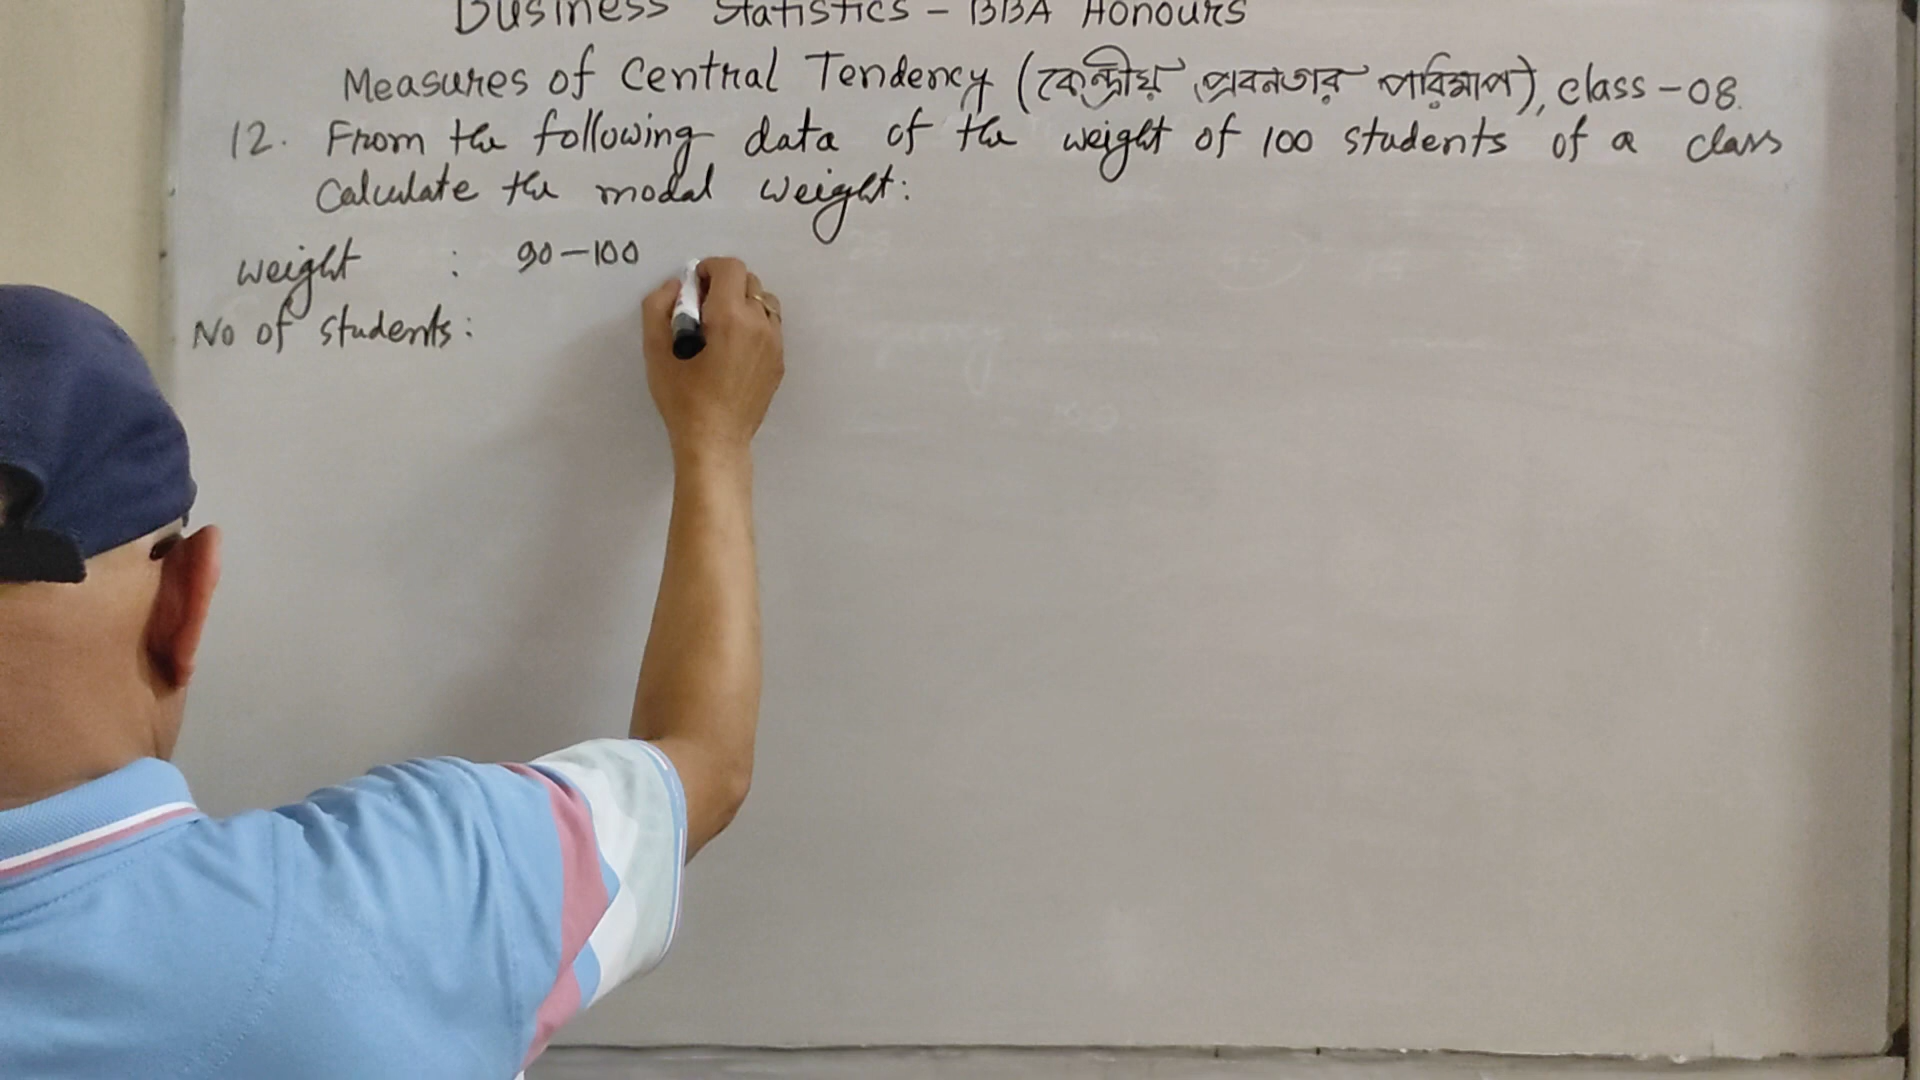 Business Statistics - BBA Honours
Measures of Central Tendency (কেন্দ্রীয় প্রবনতার পরিমাপ), class-08.
12. From the following data of the weight of 100 students of a class
Calculate the modal weight:
weight : 90-100
No of students: